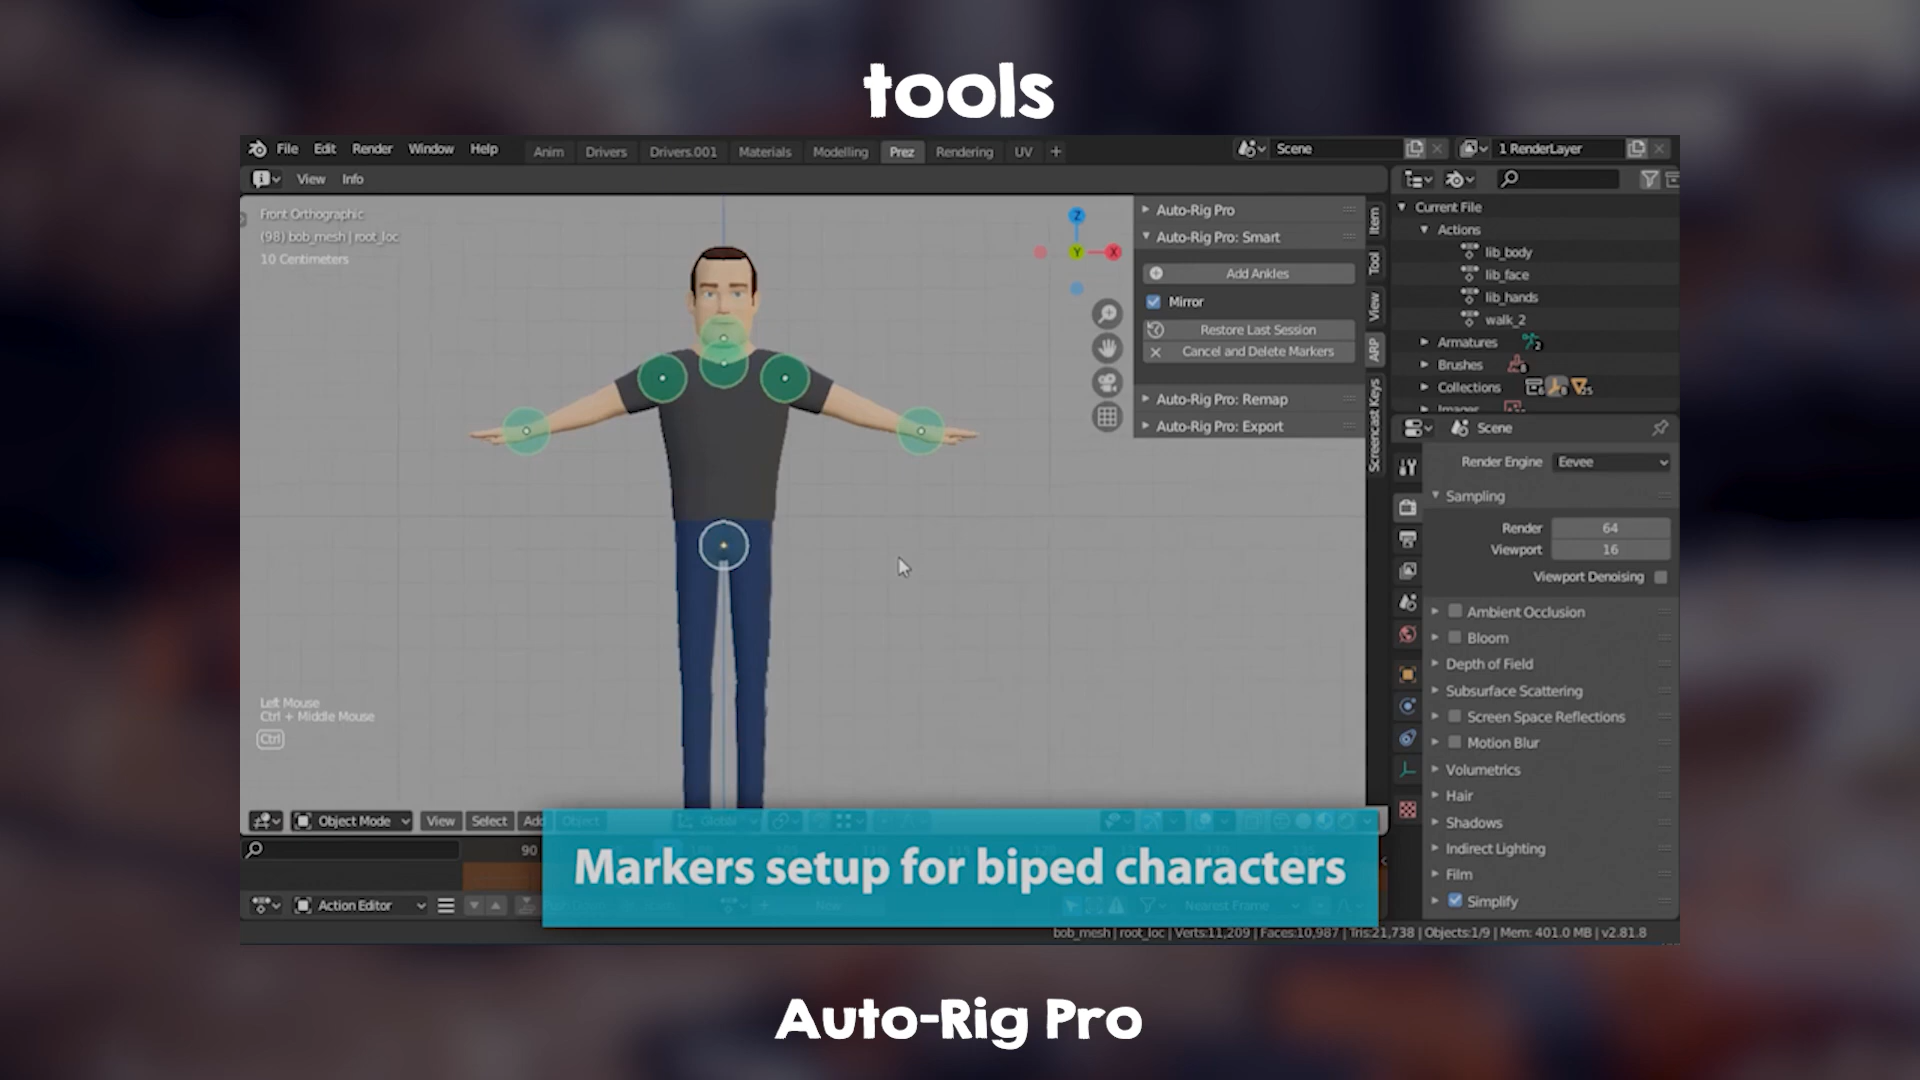 tools
File Edit Render Window Help Anim Drivers Drivers.001 Materials Modelling Prez Rendering UV + Scene 1 RenderLayer
View Info
Front Orthographic
(98) bob_mesh | root_loc
10 Centimeters
Z
Y X
Auto-Rig Pro
Auto-Rig Pro: Smart
Add Ankles
Mirror
Restore Last Session
Cancel and Delete Markers
Auto-Rig Pro: Remap
Auto-Rig Pro: Export
Item
Tool
View
ARP
Screencast Keys
Current File
Actions
lib_body
lib_face
lib_hands
walk_2
Armatures 2
Brushes
Collections
Scene
Render Engine Eevee
Sampling
Render 64
Viewport 16
Viewport Denoising
Ambient Occlusion
Bloom
Depth of Field
Subsurface Scattering
Screen Space Reflections
Motion Blur
Volumetrics
Hair
Shadows
Indirect Lighting
Film
Simplify
Left Mouse
Ctrl + Middle Mouse
Ctrl
Object Mode View Select Add Object Global
90
Markers setup for biped characters
Action Editor Nearest Frame
bob_mesh | root_loc | Verts:11,209 | Faces:10,987 | Tris:21,738 | Objects:1/9 | Mem: 401.0 MB | v2.81.8
Auto-Rig Pro